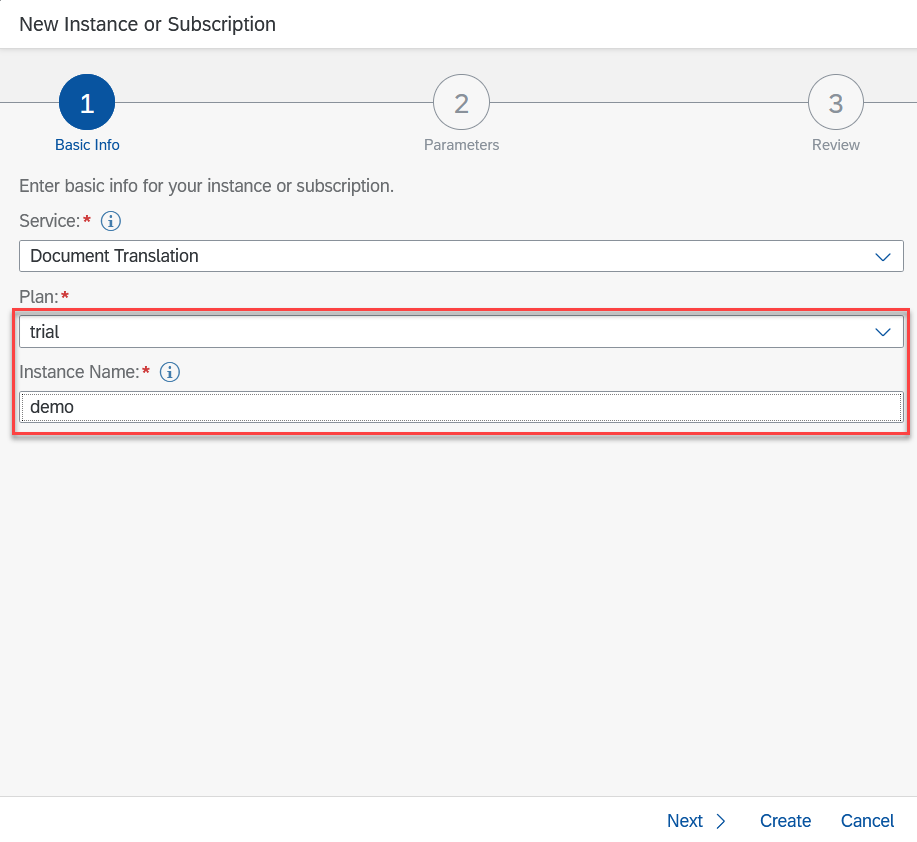 New Instance or Subscription
1
2
3
Basic Info
Parameters
Review
Enter basic info for your instance or subscription.
Service:*
Document Translation
Plan:*
trial
Instance Name:*
demo
Next
Create
Cancel